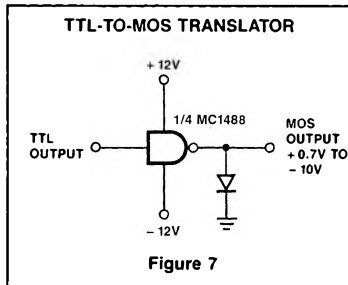 TTL-TO-MOS TRANSLATOR
+ 12V
1/4 MC1488
TTL
OUTPUT
MOS
OUTPUT
+ 0.7V TO
– 10V
– 12V
Figure 7